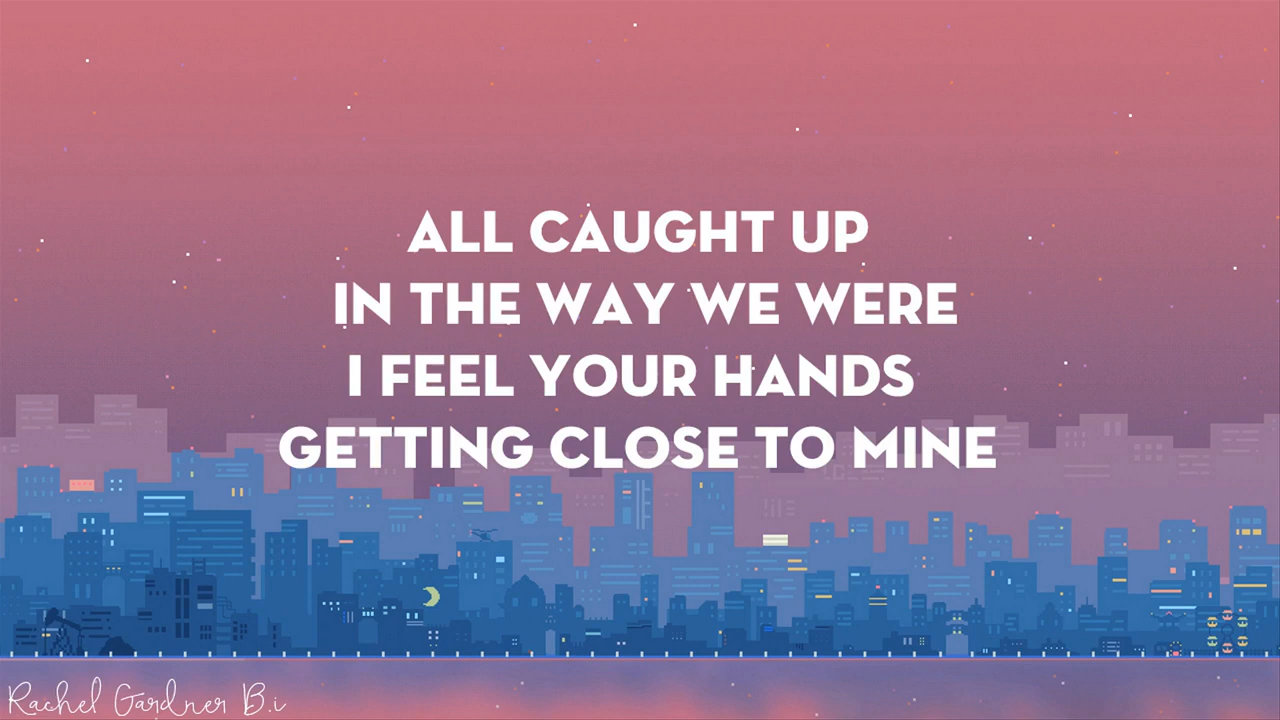 ALL CAUGHT UP
IN THE WAY WE WERE
I FEEL YOUR HANDS
GETTING CLOSE TO MINE
Rachel Gardner B.i